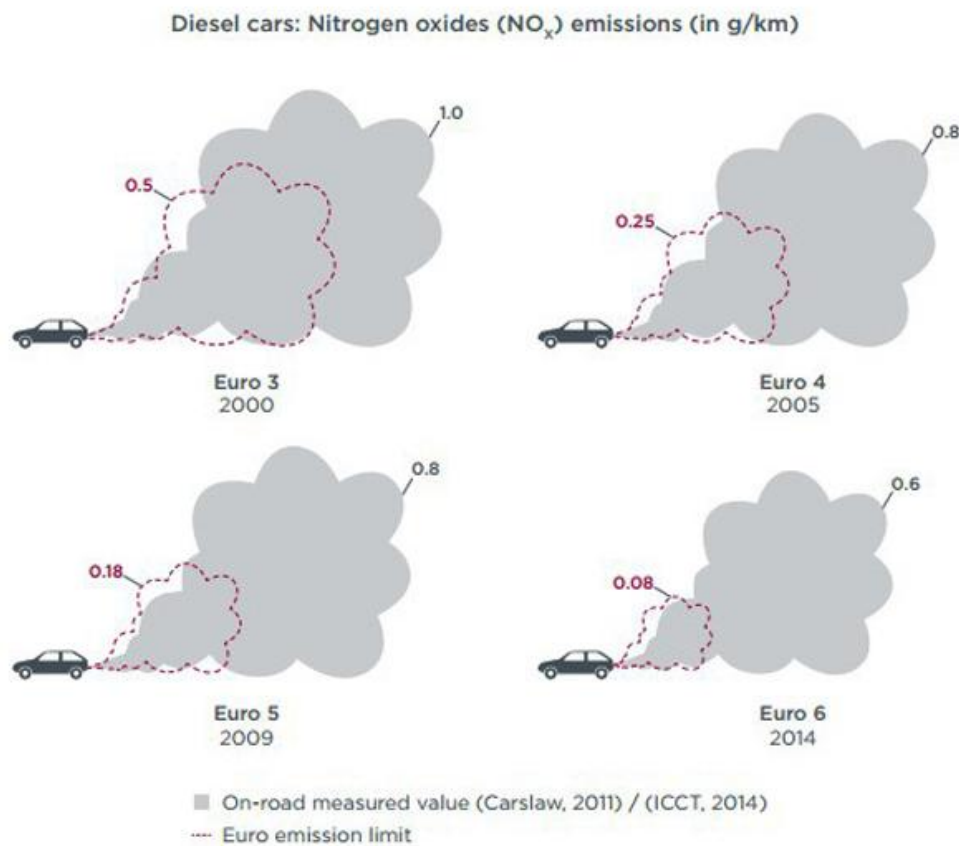 Diesel cars: Nitrogen oxides (NOx) emissions (in g/km)
1.0
0.5
Euro 3
2000
0.8
0.25
Euro 4
2005
0.8
0.18
Euro 5
2009
0.6
0.08
Euro 6
2014
On-road measured value (Carslaw, 2011) / (ICCT, 2014)
Euro emission limit